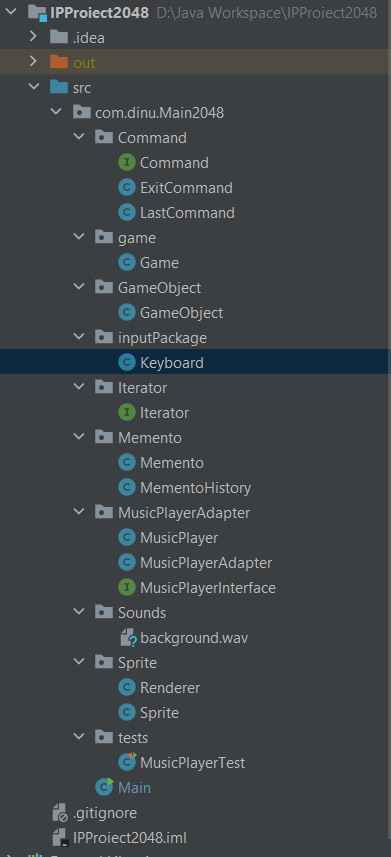 IPProiect2048 D:\Java Workspace\IPProiect2048
.idea
out
src
com.dinu.Main2048
Command
Command
ExitCommand
LastCommand
game
Game
GameObject
GameObject
inputPackage
Keyboard
Iterator
Iterator
Memento
Memento
MementoHistory
MusicPlayerAdapter
MusicPlayer
MusicPlayerAdapter
MusicPlayerInterface
Sounds
background.wav
Sprite
Renderer
Sprite
tests
MusicPlayerTest
Main
.gitignore
IPProiect2048.iml